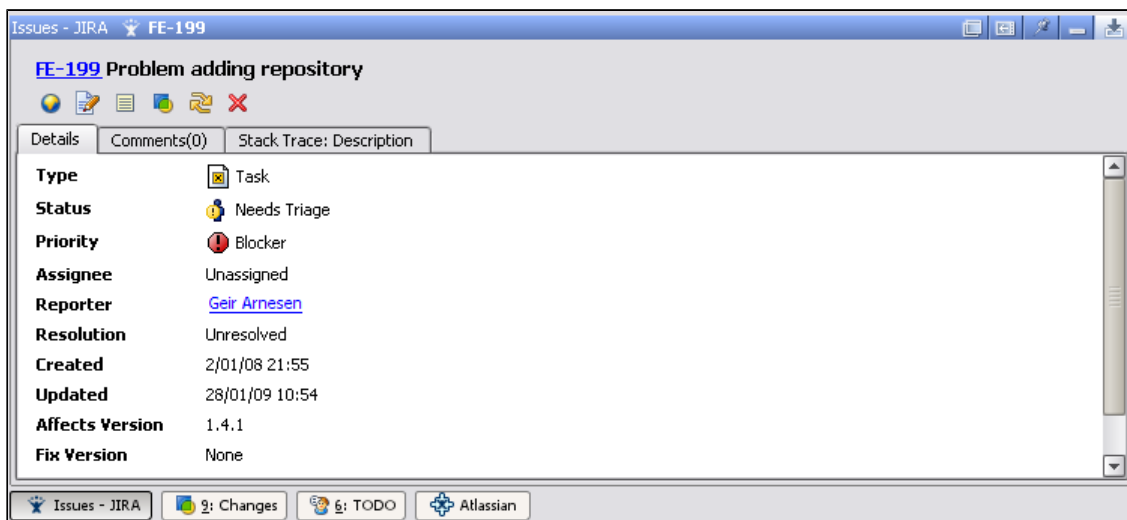 Issues - JIRA FE-199
FE-199 Problem adding repository
Details Comments(0) Stack Trace: Description
Type Task
Status Needs Triage
Priority Blocker
Assignee Unassigned
Reporter Geir Arnesen
Resolution Unresolved
Created 2/01/08 21:55
Updated 28/01/09 10:54
Affects Version 1.4.1
Fix Version None
Issues - JIRA 9: Changes 6: TODO Atlassian